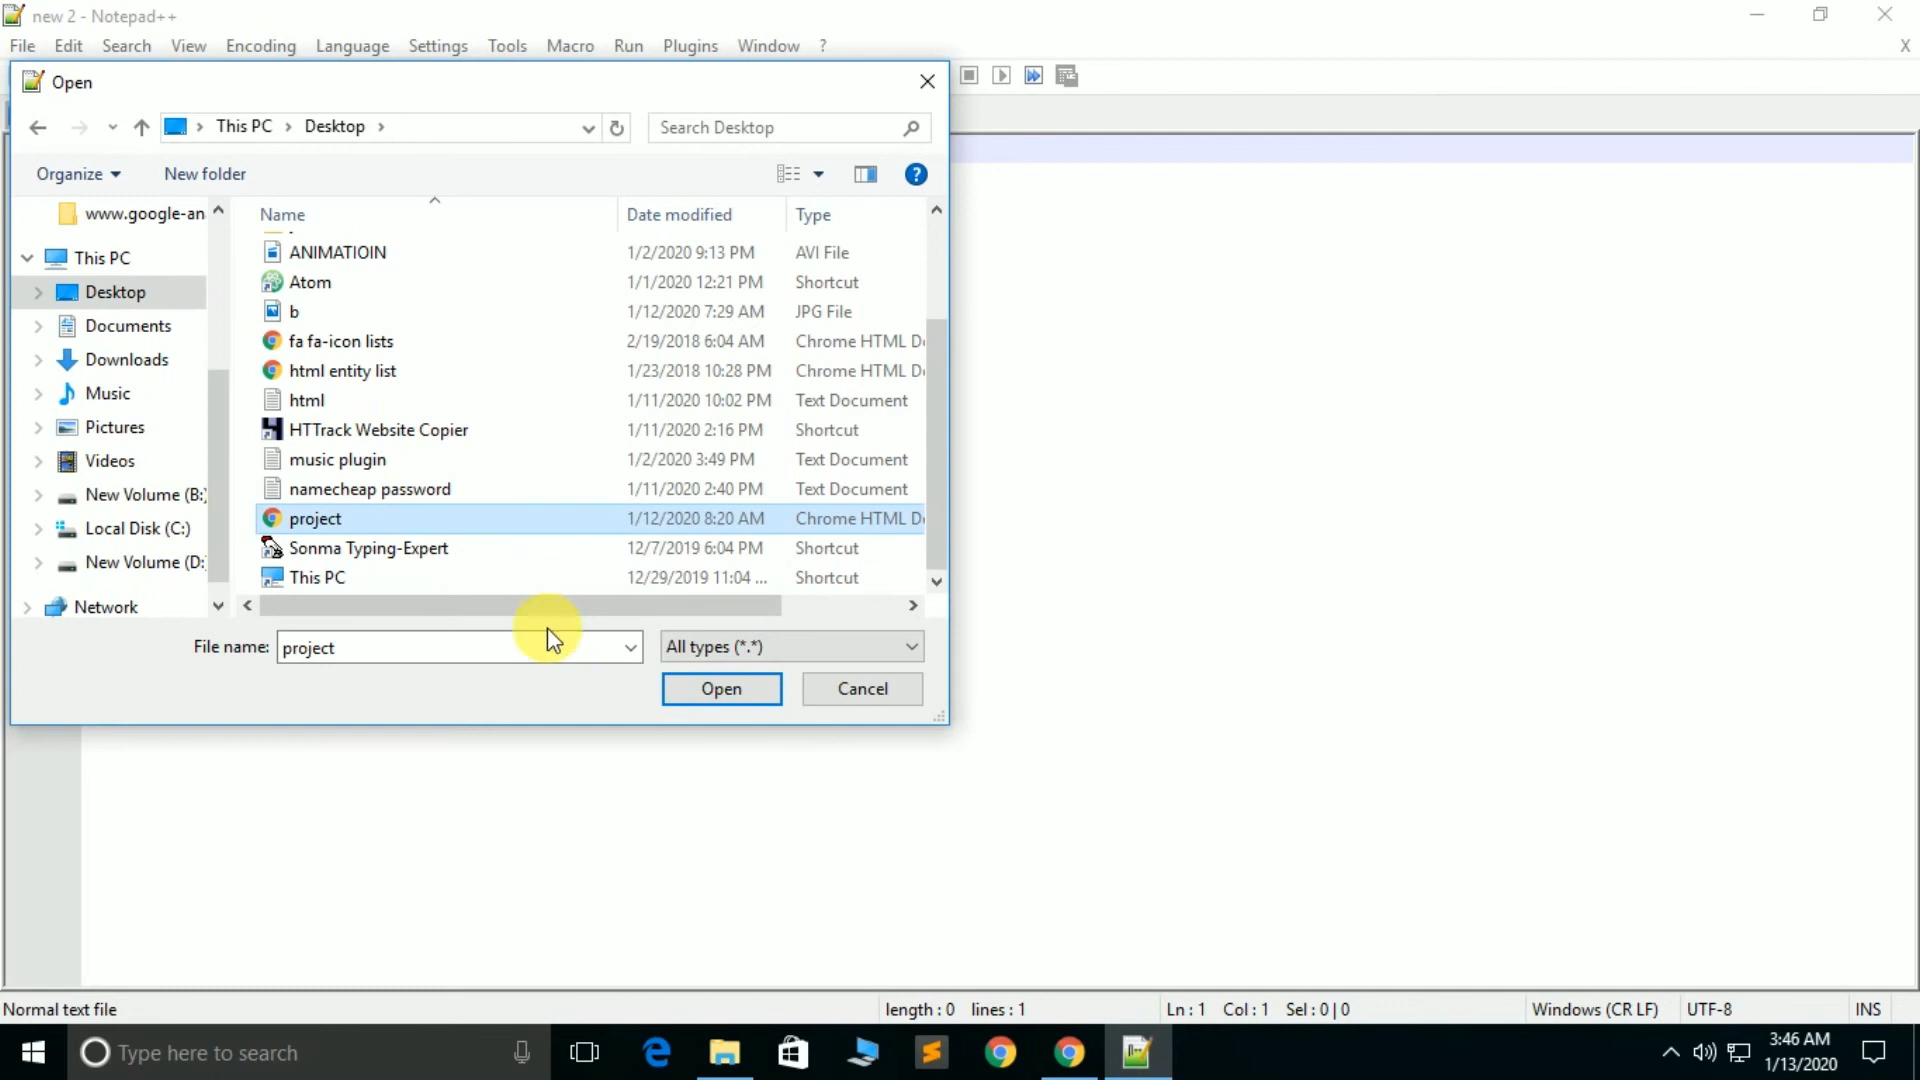 new 2 - Notepad++
File Edit Search View Encoding Language Settings Tools Macro Run Plugins Window ? X
Open
This PC Desktop Search Desktop
Organize New folder ?
www.google-an
This PC
Desktop
Documents
Downloads
Music
Pictures
Videos
New Volume (B:)
Local Disk (C:)
New Volume (D:
Network
Name Date modified Type
ANIMATIOIN 1/2/2020 9:13 PM AVI File
Atom 1/1/2020 12:21 PM Shortcut
b 1/12/2020 7:29 AM JPG File
fa fa-icon lists 2/19/2018 6:04 AM Chrome HTML D
html entity list 1/23/2018 10:28 PM Chrome HTML D
html 1/11/2020 10:02 PM Text Document
HTTrack Website Copier 1/11/2020 2:16 PM Shortcut
music plugin 1/2/2020 3:49 PM Text Document
namecheap password 1/11/2020 2:40 PM Text Document
project 1/12/2020 8:20 AM Chrome HTML D
Sonma Typing-Expert 12/7/2019 6:04 PM Shortcut
This PC 12/29/2019 11:04 ... Shortcut
File name: project All types (*.*)
Open Cancel
Normal text file length : 0 lines : 1 Ln : 1 Col : 1 Sel : 0 | 0 Windows (CR LF) UTF-8 INS
Type here to search 3:46 AM
1/13/2020